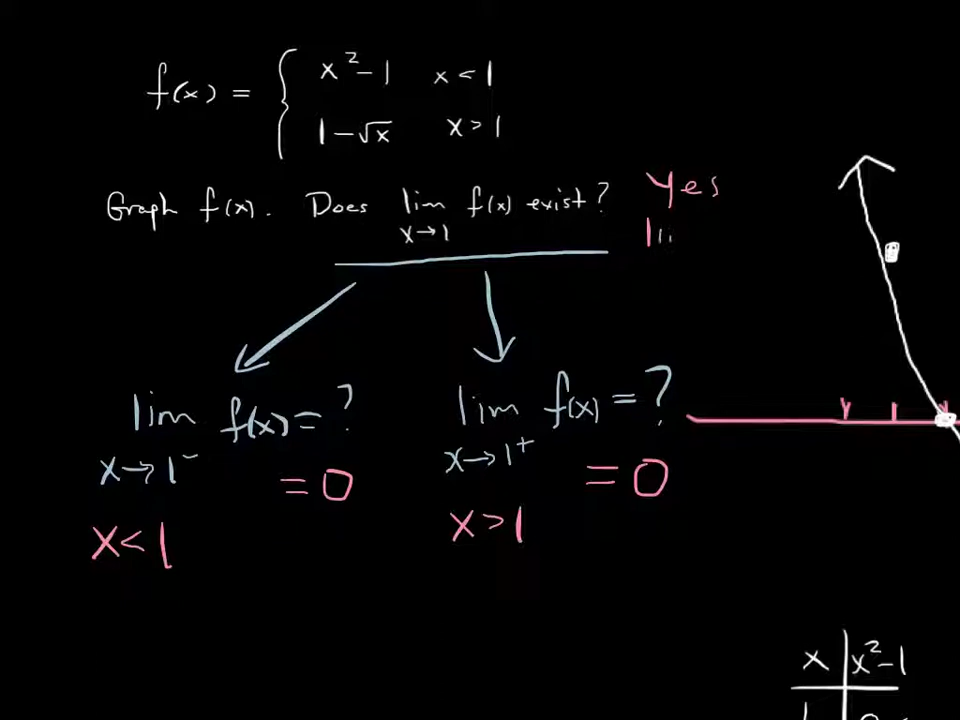 f(x) = { x² - 1 x < 1
1 - √x x > 1
Graph f(x). Does lim f(x) exist? Yes
x→1
lim f(x) = ? lim f(x) = ?
x→1⁻ = 0 x→1⁺ = 0
x < 1 x > 1
x x² - 1